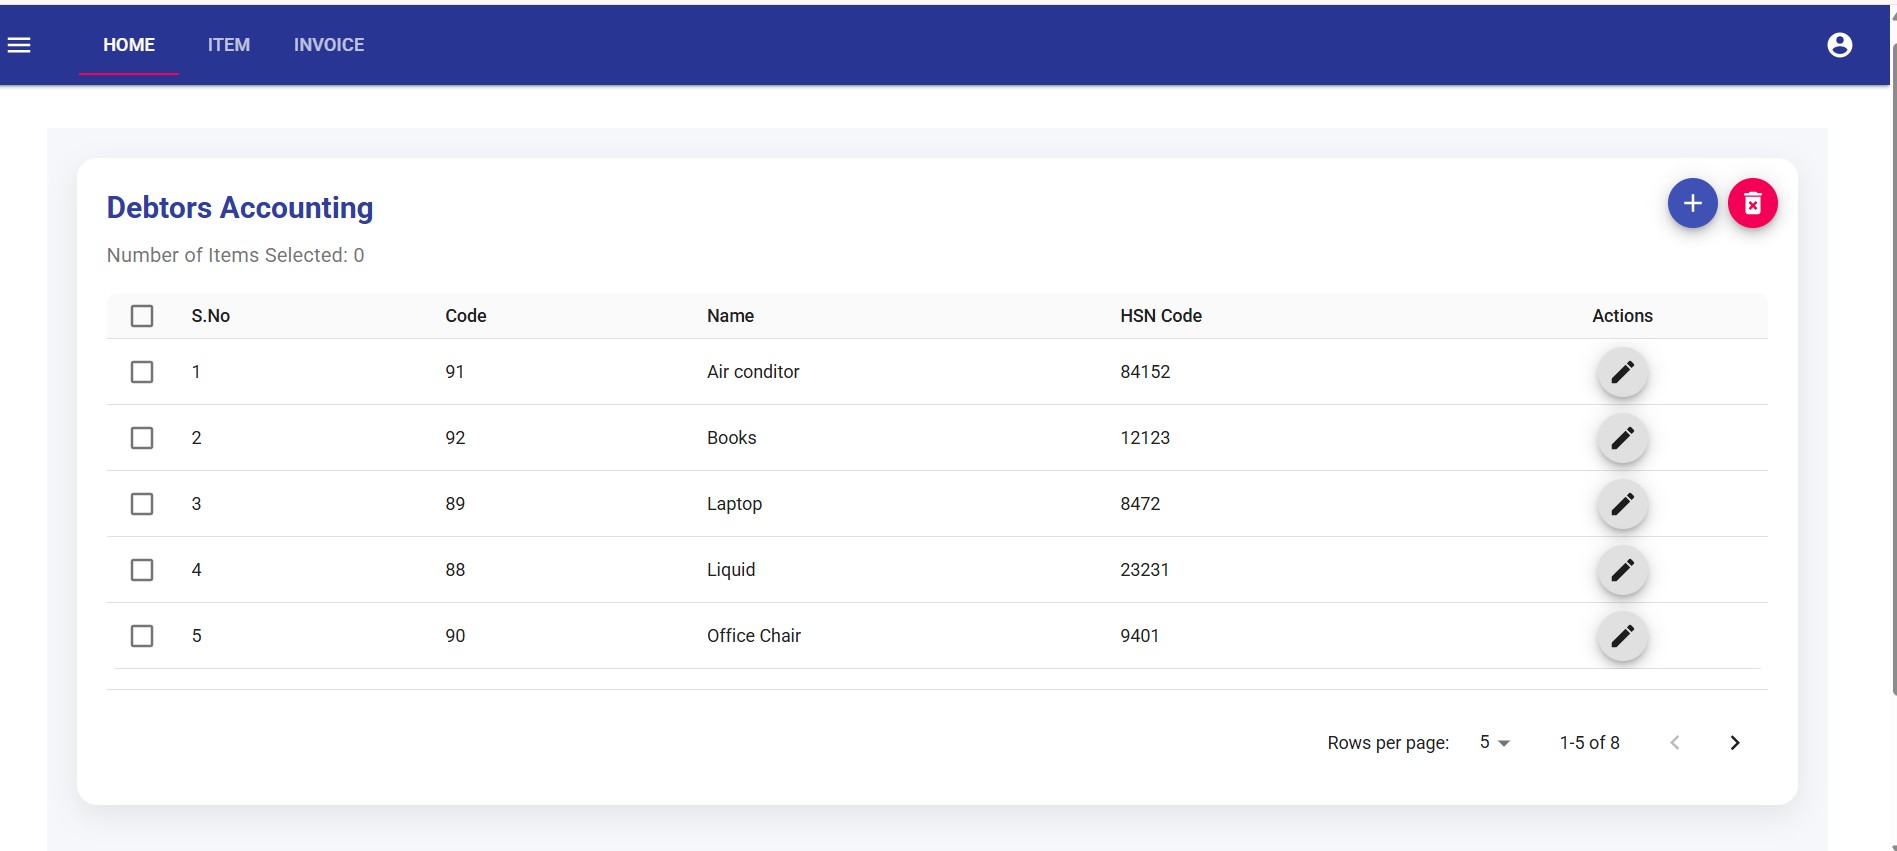 HOME ITEM INVOICE
Debtors Accounting
Number of Items Selected: 0
S.No Code Name HSN Code Actions
1 91 Air conditor 84152
2 92 Books 12123
3 89 Laptop 8472
4 88 Liquid 23231
5 90 Office Chair 9401
Rows per page: 5 1-5 of 8